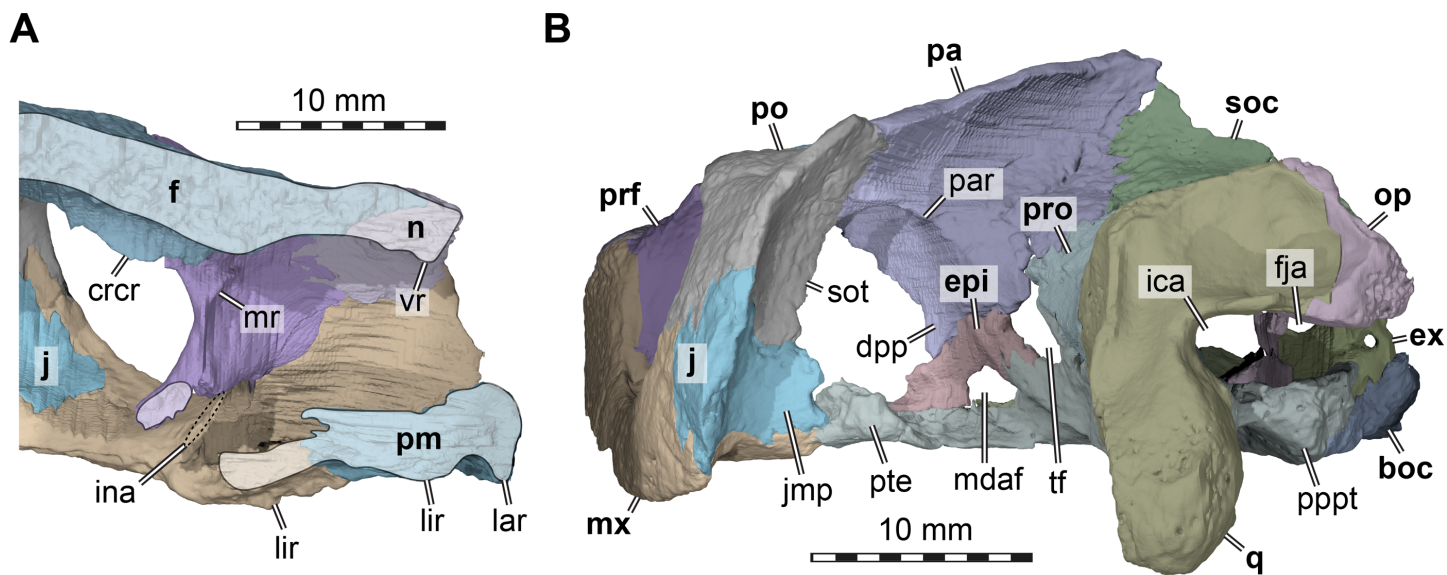 A
10 mm
f
n
crcr
mr
vr
j
pm
ina
lir
lir
lar
B
pa
po
soc
prf
par
pro
op
epi
ica
fja
sot
dpp
j
ex
mx
jmp
pte
mdaf
tf
pppt
boc
10 mm
q